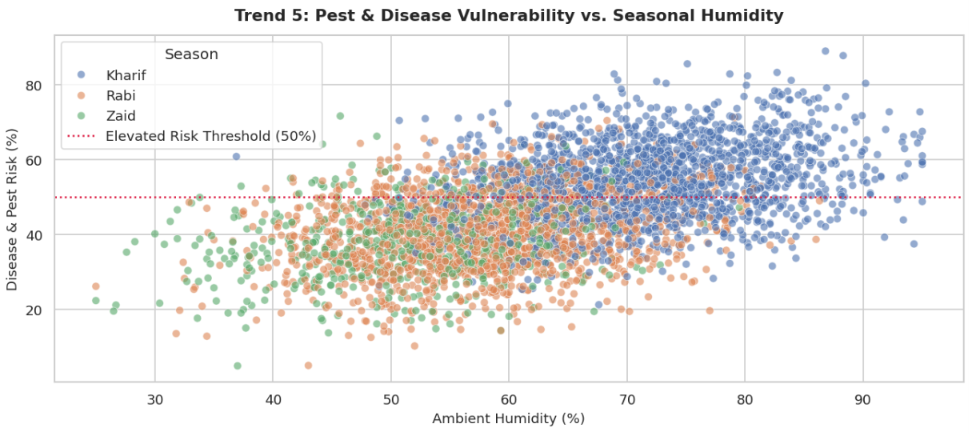 Trend 5: Pest & Disease Vulnerability vs. Seasonal Humidity
Season
Kharif
Rabi
Zaid
Elevated Risk Threshold (50%)
Disease & Pest Risk (%)
80
60
40
20
30 40 50 60 70 80 90
Ambient Humidity (%)